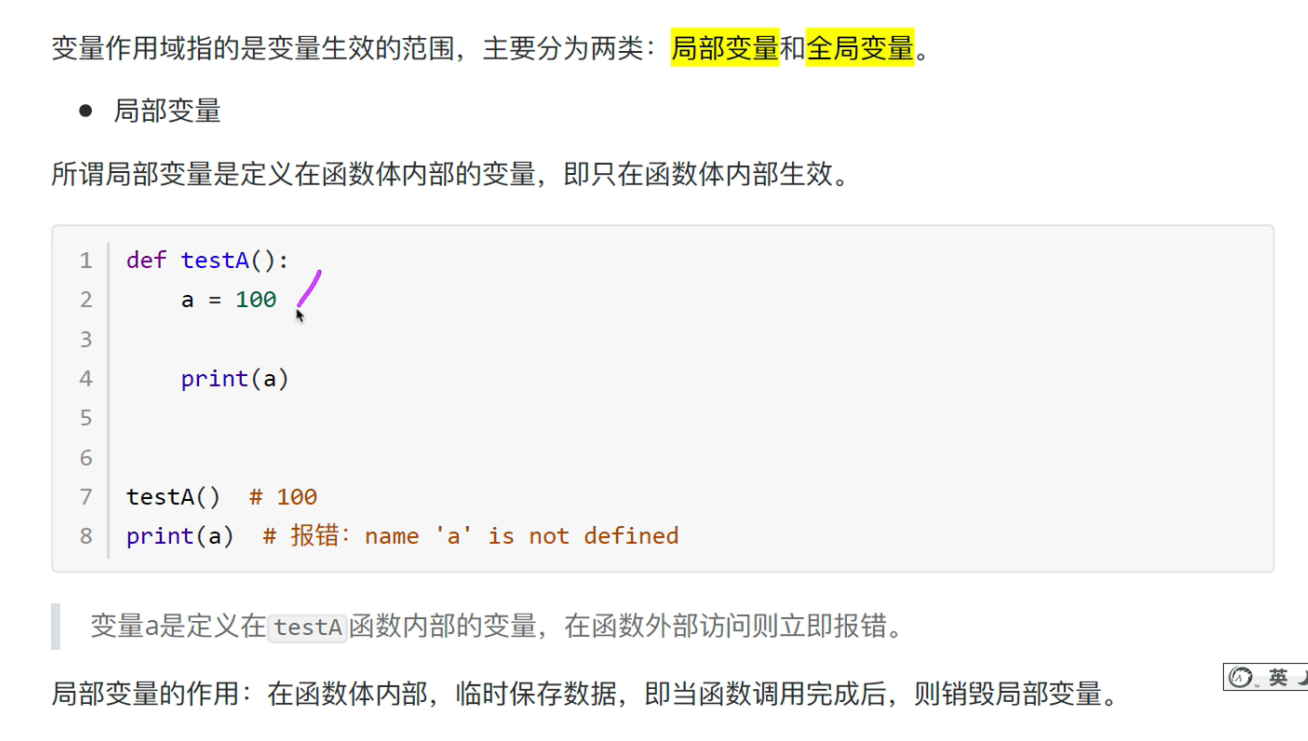 变量作用域指的是变量生效的范围，主要分为两类：局部变量和全局变量。
● 局部变量
所谓局部变量是定义在函数体内部的变量，即只在函数体内部生效。
1 def testA():
2     a = 100
3
4     print(a)
5
6
7 testA()  # 100
8 print(a)  # 报错：name 'a' is not defined
变量a是定义在testA函数内部的变量，在函数外部访问则立即报错。
英
局部变量的作用：在函数体内部，临时保存数据，即当函数调用完成后，则销毁局部变量。